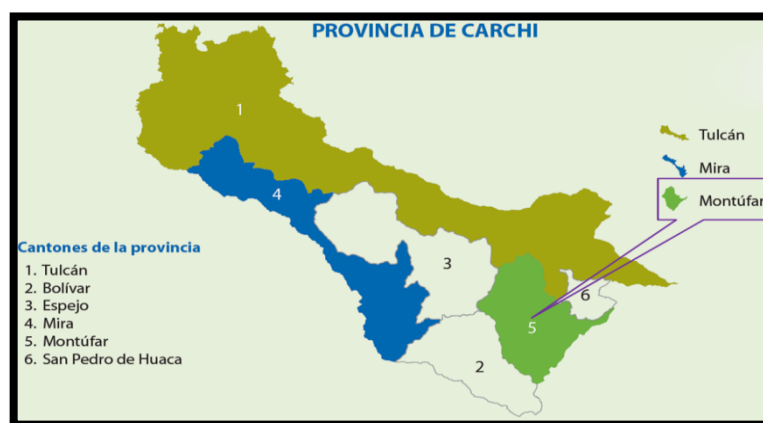 PROVINCIA DE CARCHI
1
Tulcán
Mira
4
Montúfar
Cantones de la provincia
1. Tulcán
2. Bolívar
3. Espejo
4. Mira
5. Montúfar
6. San Pedro de Huaca
3
6
5
2